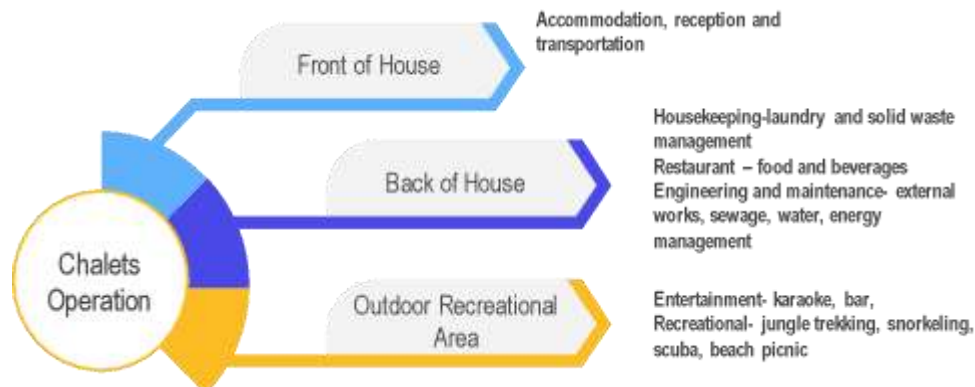 Accommodation, reception and
transportation
Front of House
Housekeeping-laundry and solid waste
management
Restaurant – food and beverages
Engineering and maintenance- external
works, sewage, water, energy
management
Back of House
Chalets
Operation
Outdoor Recreational
Area
Entertainment- karaoke, bar,
Recreational- jungle trekking, snorkeling,
scuba, beach picnic